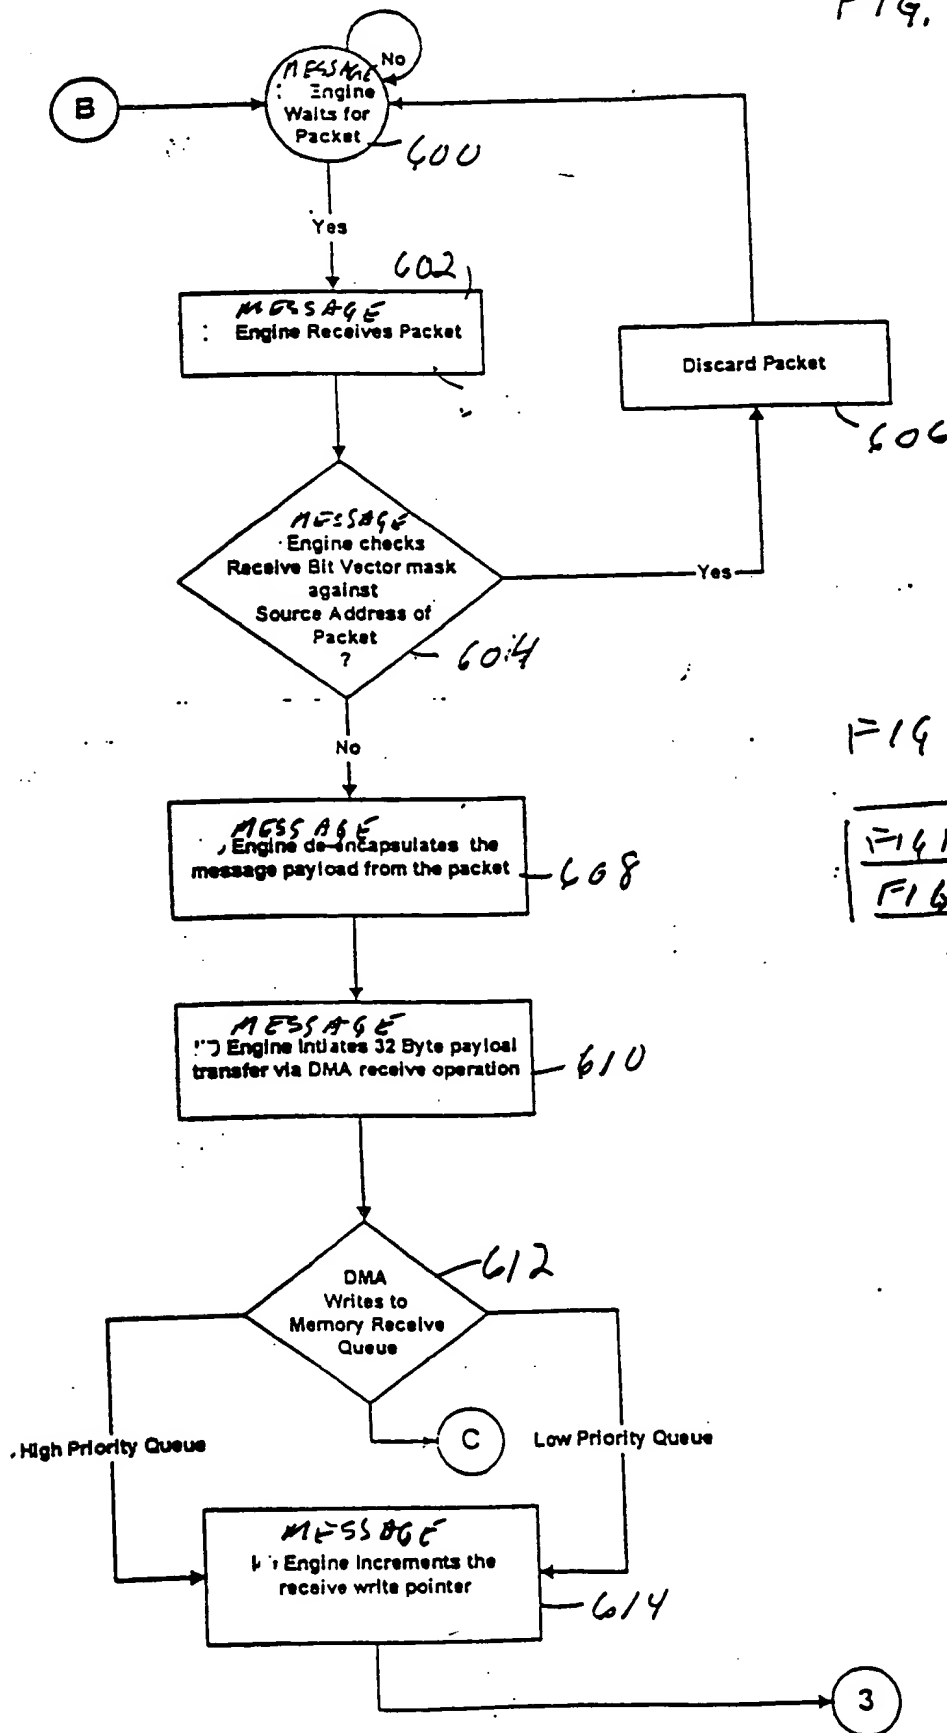 FIG.
No
MESSAGE
Engine
Waits for
Packet
600
B
Yes
602
MESSAGE
Engine Receives Packet
Discard Packet
606
MESSAGE
Engine checks
Receive Bit Vector mask
against
Source Address of
Packet
?
604
Yes
No
FIG
MESSAGE
Engine de-encapsulates the
message payload from the packet
608
FIG
FIG
MESSAGE
Engine Intiates 32 Byte payloal
transfer via DMA receive operation
610
612
DMA
Writes to
Memory Receive
Queue
High Priority Queue
C
Low Priority Queue
MESSAGE
Engine Increments the
receive write pointer
614
3